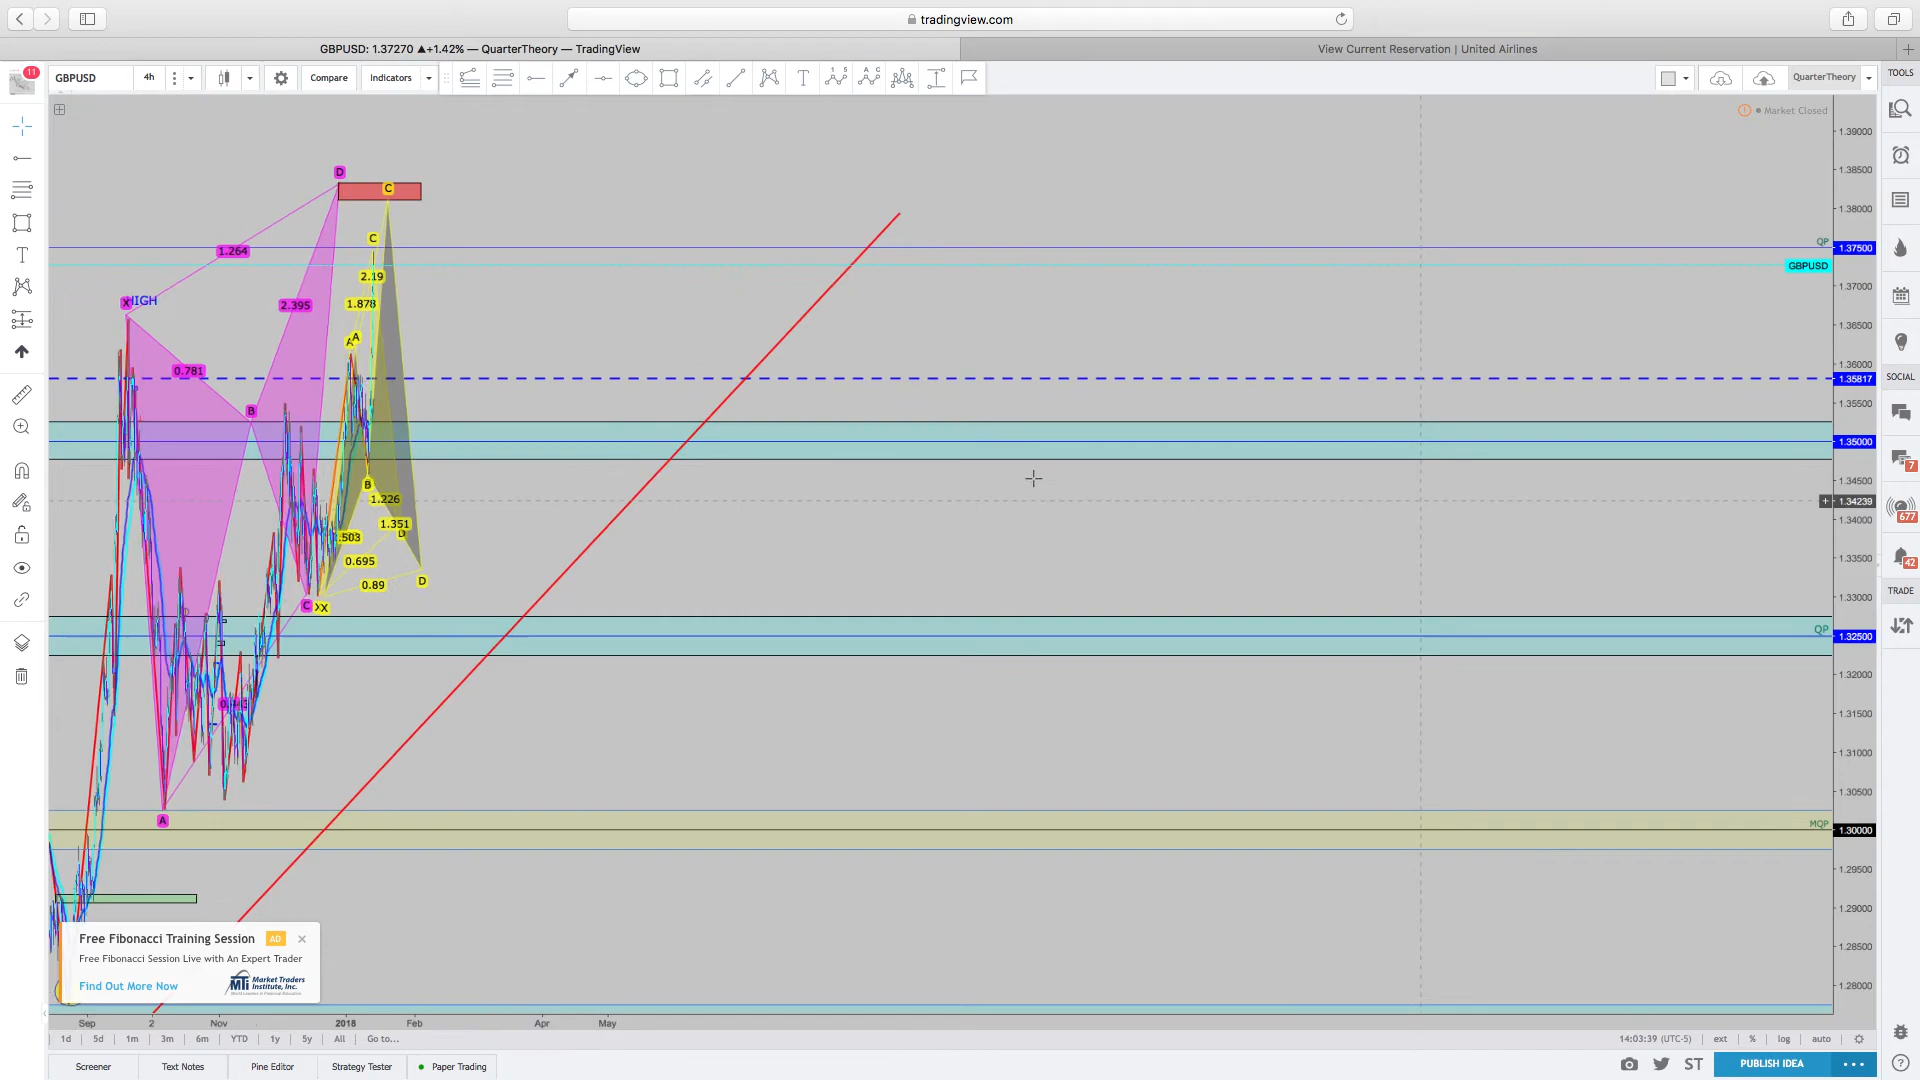 tradingview.com
GBPUSD: 1.37270 ▲+1.42% — QuarterTheory — TradingView
View Current Reservation | United Airlines
11
GBPUSD
4h
Compare
Indicators
QuarterTheory
TOOLS
Market Closed
1.39000
1.38500
1.38000
QP
1.37500
GBPUSD
1.37000
1.36500
1.36000
1.35817
1.35500
1.35000
1.34500
1.34239
1.34000
1.33500
1.33000
QP
1.32500
1.32000
1.31500
1.31000
1.30500
MQP
1.30000
1.29500
1.29000
1.28500
1.28000
D
C
1.264
C
2.19
X
HIGH
2.395
1.878
A
A
0.781
B
B
1.226
1.351
D
.503
0.695
0.89
D
C
X
A
SOCIAL
7
677
42
TRADE
Free Fibonacci Training Session
AD
Free Fibonacci Session Live with An Expert Trader
Find Out More Now
MTI
Market Traders
Institute, Inc.
Sep
2
Nov
2018
Feb
Apr
May
1d
5d
1m
3m
6m
YTD
1y
5y
All
Go to...
14:03:39 (UTC-5)
ext
%
log
auto
Screener
Text Notes
Pine Editor
Strategy Tester
Paper Trading
ST
PUBLISH IDEA